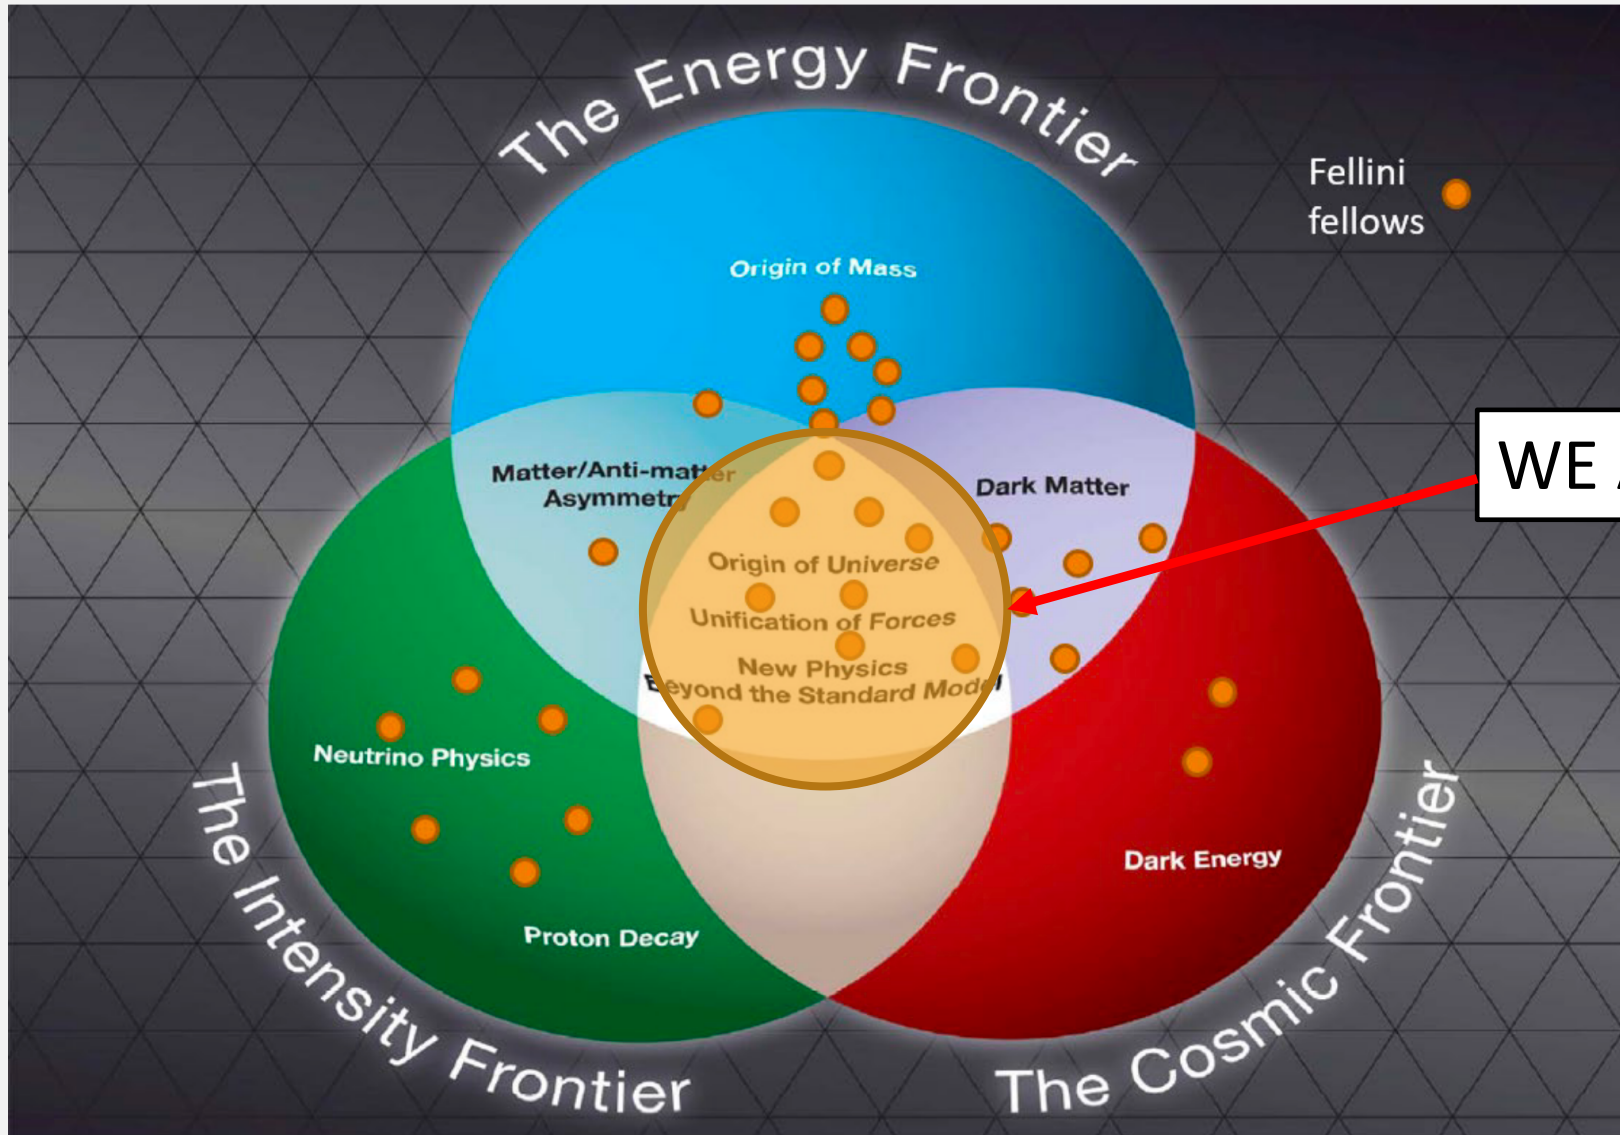 The Energy Frontier
Fellini
fellows
Origin of Mass
Matter/Anti-matter
Asymmetry
Dark Matter
WE
Origin of Universe
Unification of Forces
New Physics
Beyond the Standard Model
Neutrino Physics
Dark Energy
Proton Decay
The Intensity Frontier
The Cosmic Frontier